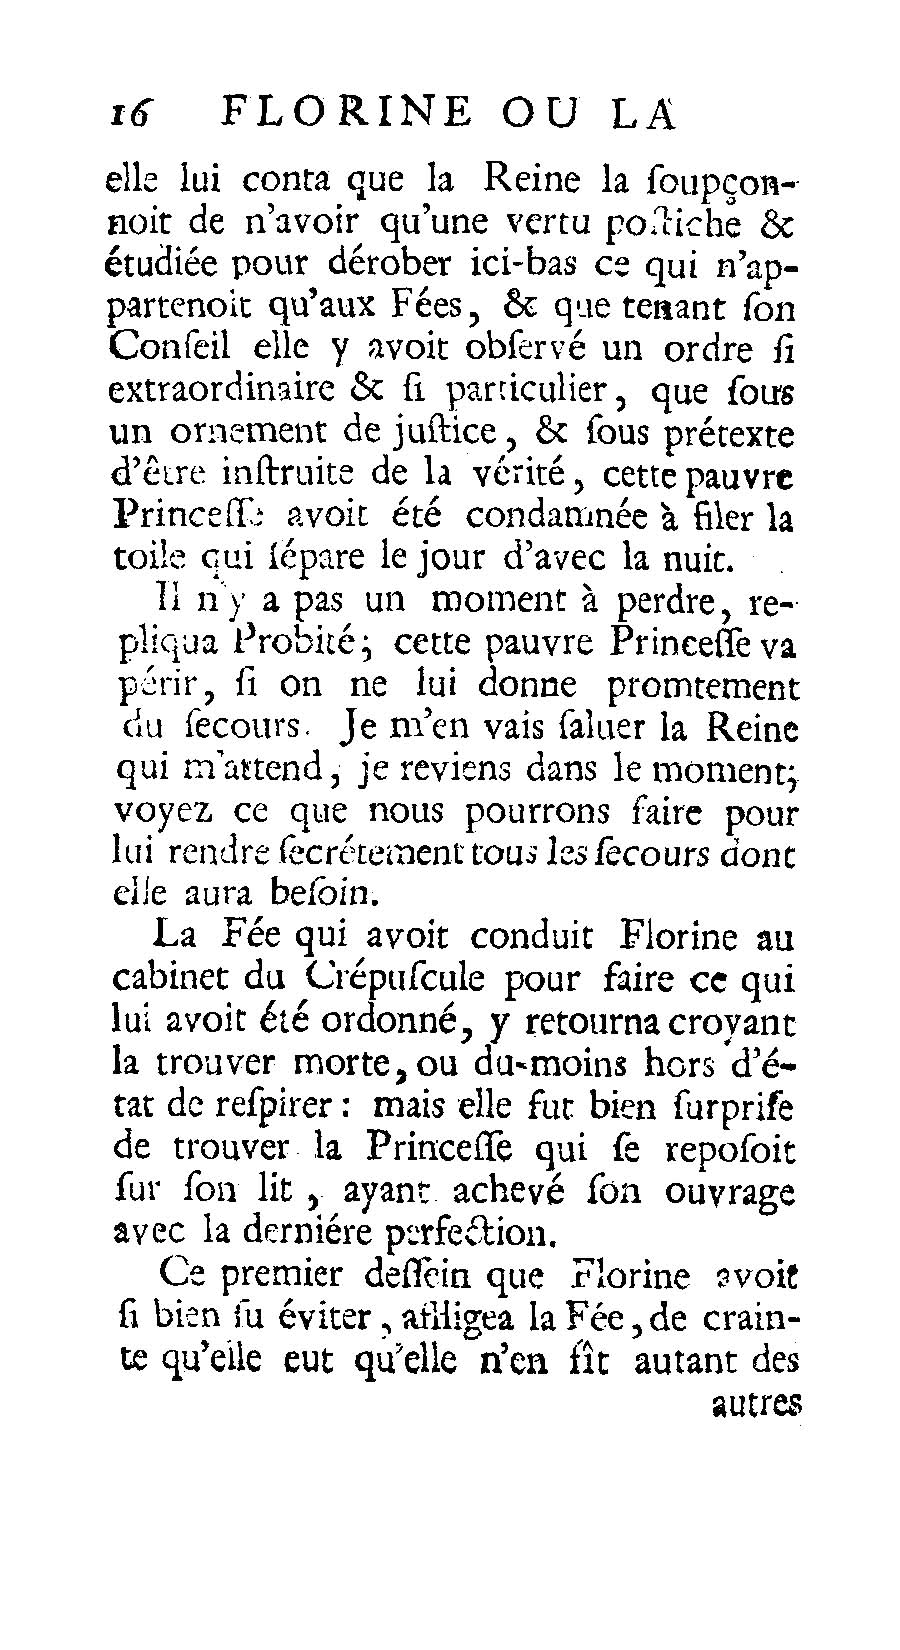 16 FLORINE OU LA
elle lui conta que la Reine la ſoupçon-
noit de n'avoir qu'une vertu poſtiche &
étudiée pour dérober ici-bas ce qui n'ap-
partenoit qu'aux Fées, & que tenant ſon
Conſeil elle y avoit obſervé un ordre ſi
extraordinaire & ſi particulier, que ſous
un ornement de juſtice, & ſous prétexte
d'être inſtruite de la vérité, cette pauvre
Princeſſe avoit été condamnée à filer la
toile qui ſépare le jour d'avec la nuit.
Il n'y a pas un moment à perdre, re-
pliqua Probité; cette pauvre Princeſſe va
périr, ſi on ne lui donne promtement
du ſecours. Je m'en vais ſaluer la Reine
qui m'attend, je reviens dans le moment;
voyez ce que nous pourrons faire pour
lui rendre ſecrétement tous les ſecours dont
elle aura beſoin.
La Fée qui avoit conduit Florine au
cabinet du Crépuſcule pour faire ce qui
lui avoit été ordonné, y retourna croyant
la trouver morte, ou du-moins hors d'é-
tat de reſpirer : mais elle fut bien ſurpriſe
de trouver la Princeſſe qui ſe repoſoit
ſur ſon lit, ayant achevé ſon ouvrage
avec la derniére perfection.
Ce premier deſſein que Florine avoit
ſi bien ſu éviter, affligea la Fée, de crain-
te qu'elle eut qu'elle n'en fît autant des
autres